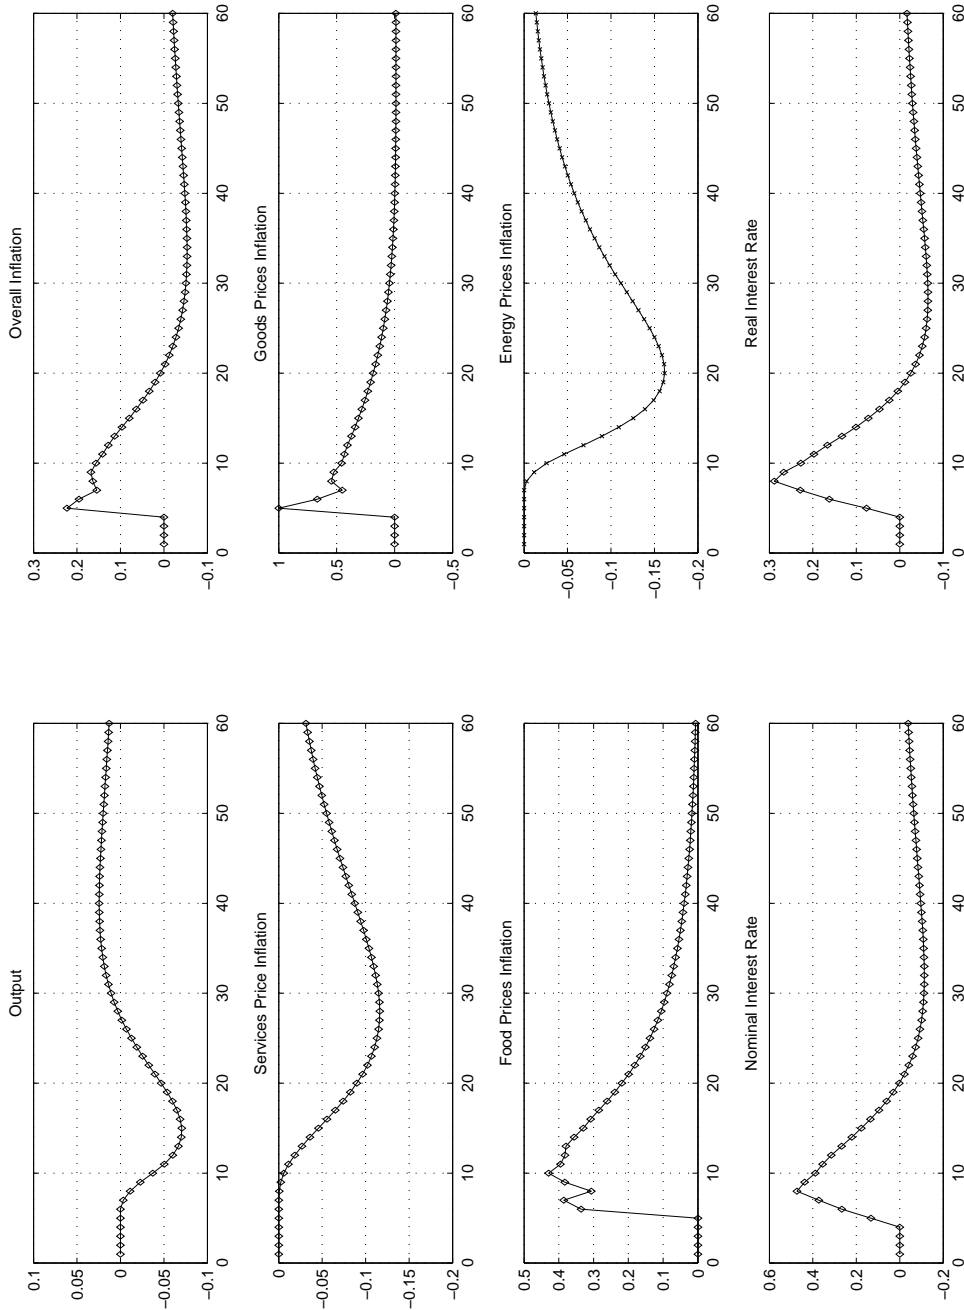 Output
0.1
0.05
0
−0.05
−0.1
0 10 20 30 40 50 60
Overall Inflation
0.3
0.2
0.1
0
−0.1
0 10 20 30 40 50 60
Services Price Inflation
0
−0.05
−0.1
−0.15
−0.2
0 10 20 30 40 50 60
Goods Prices Inflation
1
0.5
0
−0.5
0 10 20 30 40 50 60
Food Prices Inflation
0.5
0.4
0.3
0.2
0.1
0
0 10 20 30 40 50 60
Energy Prices Inflation
0
−0.05
−0.1
−0.15
−0.2
0 10 20 30 40 50 60
Nominal Interest Rate
0.6
0.4
0.2
0
−0.2
0 10 20 30 40 50 60
Real Interest Rate
0.3
0.2
0.1
0
−0.1
0 10 20 30 40 50 60